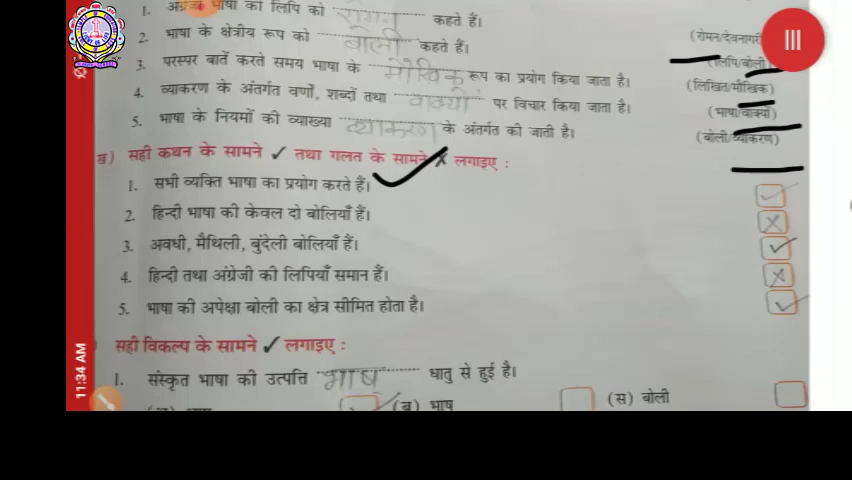 1. अंग्रेजी भाषा की लिपि को रोमन कहते हैं।
(रोमन/देवनागरी
III
2. भाषा के क्षेत्रीय रूप को बोली कहते हैं।
(लिपि/बोली)
3. परस्पर बातें करते समय भाषा के मौखिक रूप का प्रयोग किया जाता है।
(लिखित/मौखिक)
4. व्याकरण के अंतर्गत वर्णों, शब्दों तथा वाक्यों पर विचार किया जाता है।
(भाषा/वाक्यों)
5. भाषा के नियमों की व्याख्या व्याकरण के अंतर्गत की जाती है।
(बोली/व्याकरण)
ख) सही कथन के सामने ✓ तथा गलत के सामने ✗ लगाइए :
1. सभी व्यक्ति भाषा का प्रयोग करते हैं। ✓
2. हिन्दी भाषा की केवल दो बोलियाँ हैं। ✗
3. अवधी, मैथिली, बुंदेली बोलियाँ हैं। ✓
4. हिन्दी तथा अंग्रेजी की लिपियाँ समान हैं। ✗
5. भाषा की अपेक्षा बोली का क्षेत्र सीमित होता है। ✓
सही विकल्प के सामने ✓ लगाइए :
1. संस्कृत भाषा की उत्पत्ति भाष धातु से हुई है।
(ब) भाष (स) बोली
11:34 AM